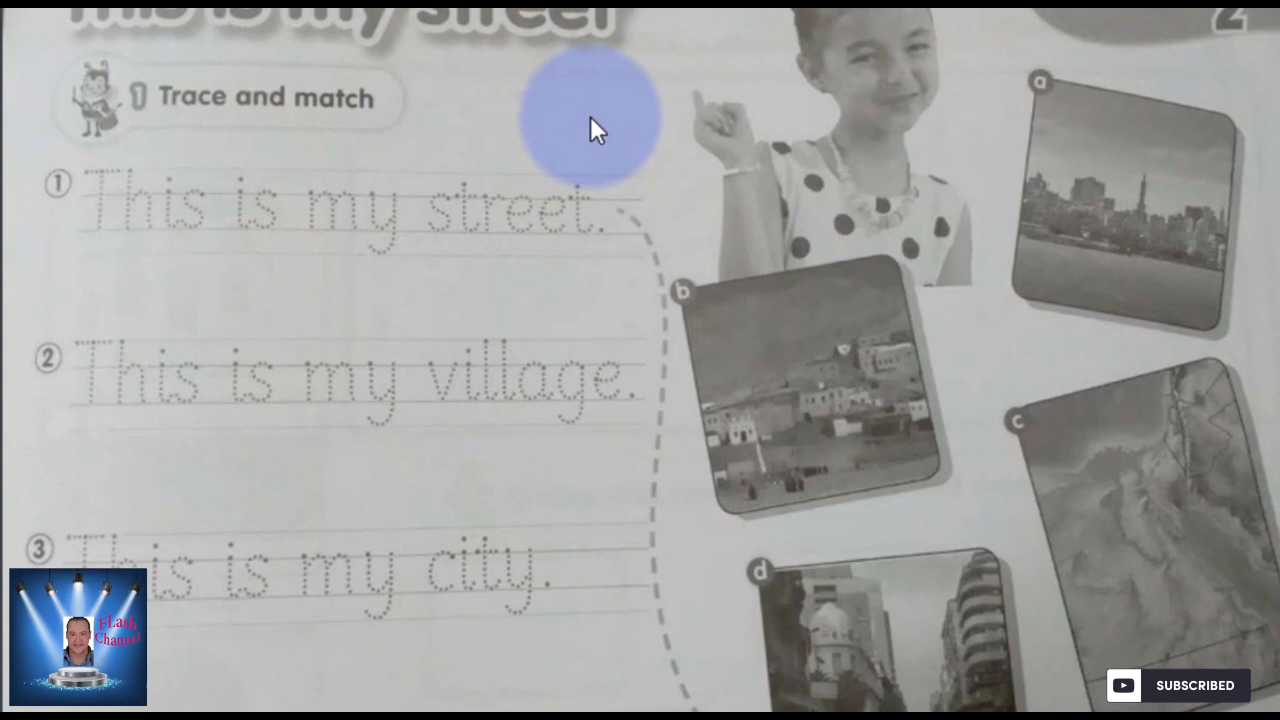 This is my street
2
1 Trace and match
1 This is my street.
2 This is my village.
3 This is my city.
a
b
c
d
FLash
Channel
SUBSCRIBED